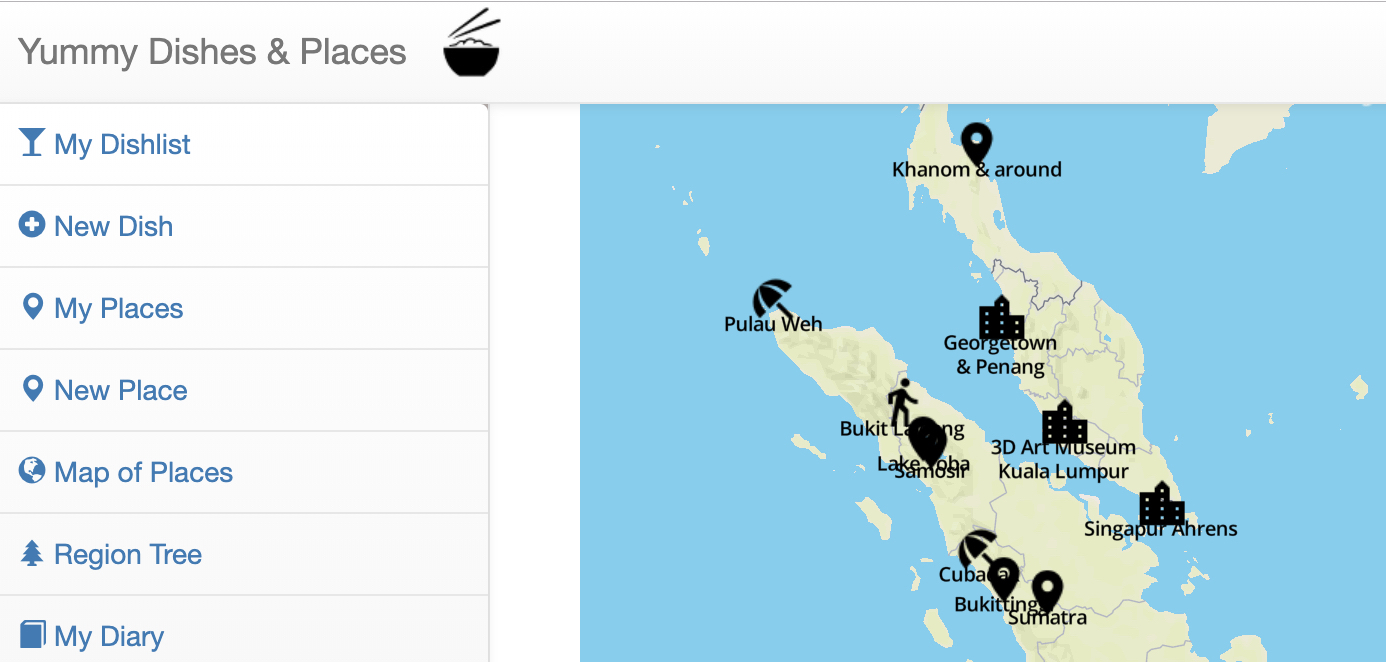 Yummy Dishes & Places
My Dishlist
New Dish
My Places
New Place
Map of Places
Region Tree
My Diary
Khanom & around
Pulau Weh
Georgetown
& Penang
Bukit Lawang
3D Art Museum
Kuala Lumpur
Lake Toba
Samosir
Singapur Ahrens
Cubadak
Bukittinggi
Sumatra